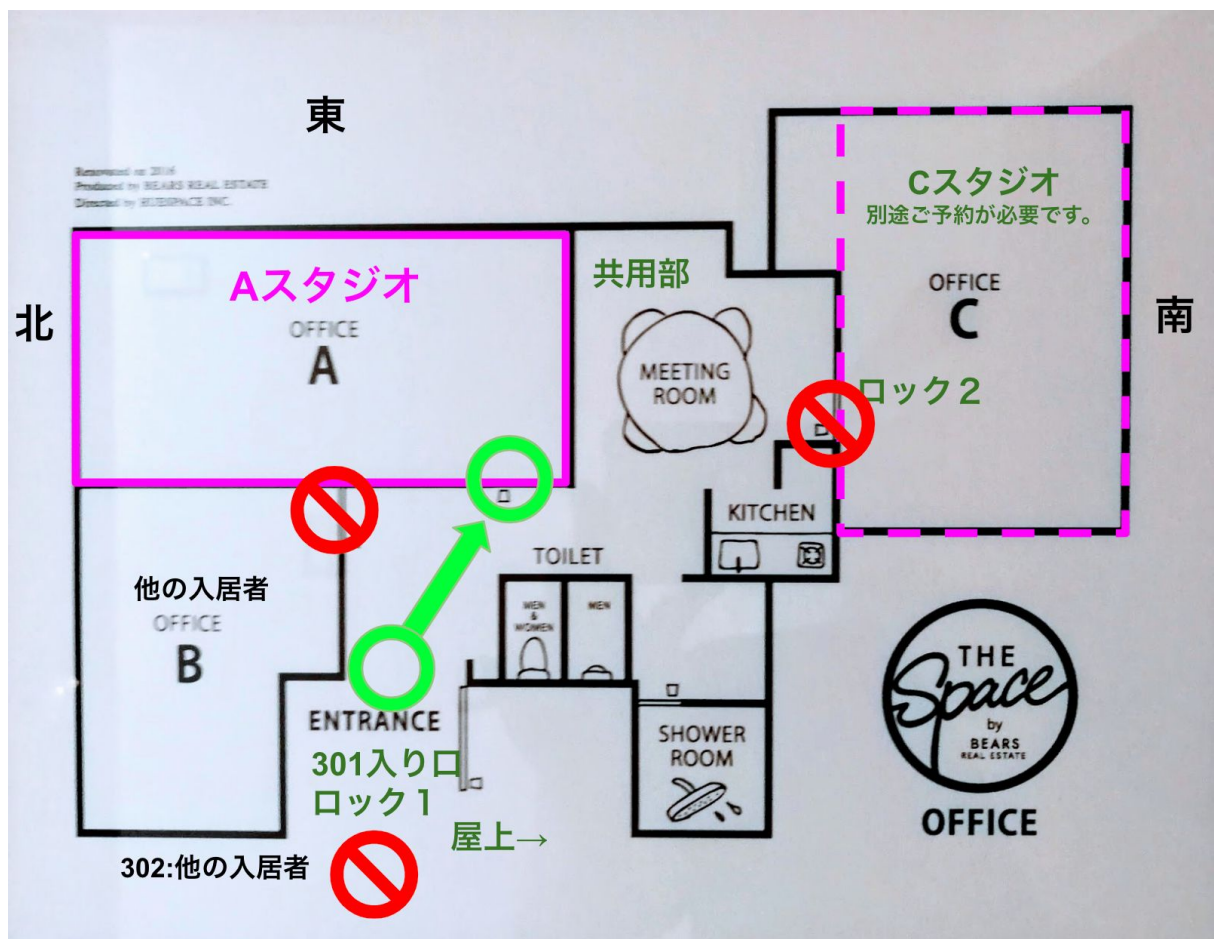 東
Renovated on 2016
Produced by BEARS REAL ESTATE
Directed by BLUESPACE INC.
Cスタジオ
別途ご予約が必要です。
Aスタジオ
共用部
OFFICE
A
OFFICE
C
北
南
MEETING
ROOM
ロック２
KITCHEN
TOILET
他の入居者
OFFICE
B
MEN
&
WOMEN
MEN
ENTRANCE
301入り口
ロック１
SHOWER
ROOM
屋上→
302:他の入居者
THE
Space
by
BEARS
REAL ESTATE
OFFICE